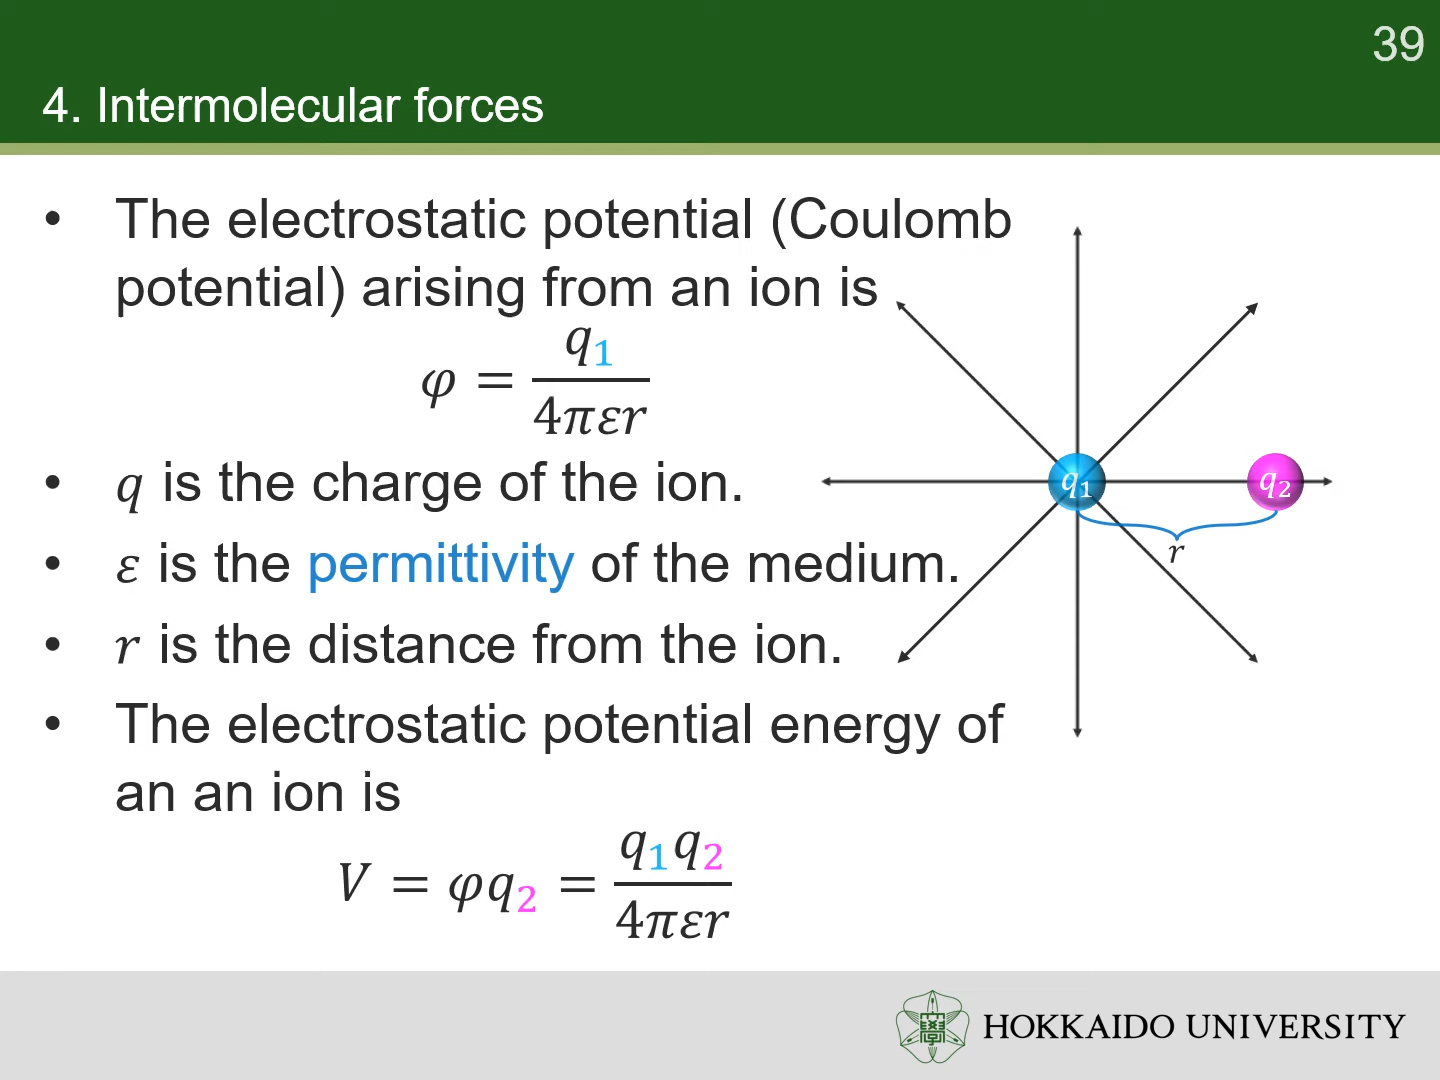 39
4. Intermolecular forces
• The electrostatic potential (Coulomb
potential) arising from an ion is
φ = q₁ / 4πεr
• q is the charge of the ion.
• ε is the permittivity of the medium.
• r is the distance from the ion.
• The electrostatic potential energy of
an an ion is
V = φq₂ = q₁q₂ / 4πεr
q₁
q₂
r
HOKKAIDO UNIVERSITY